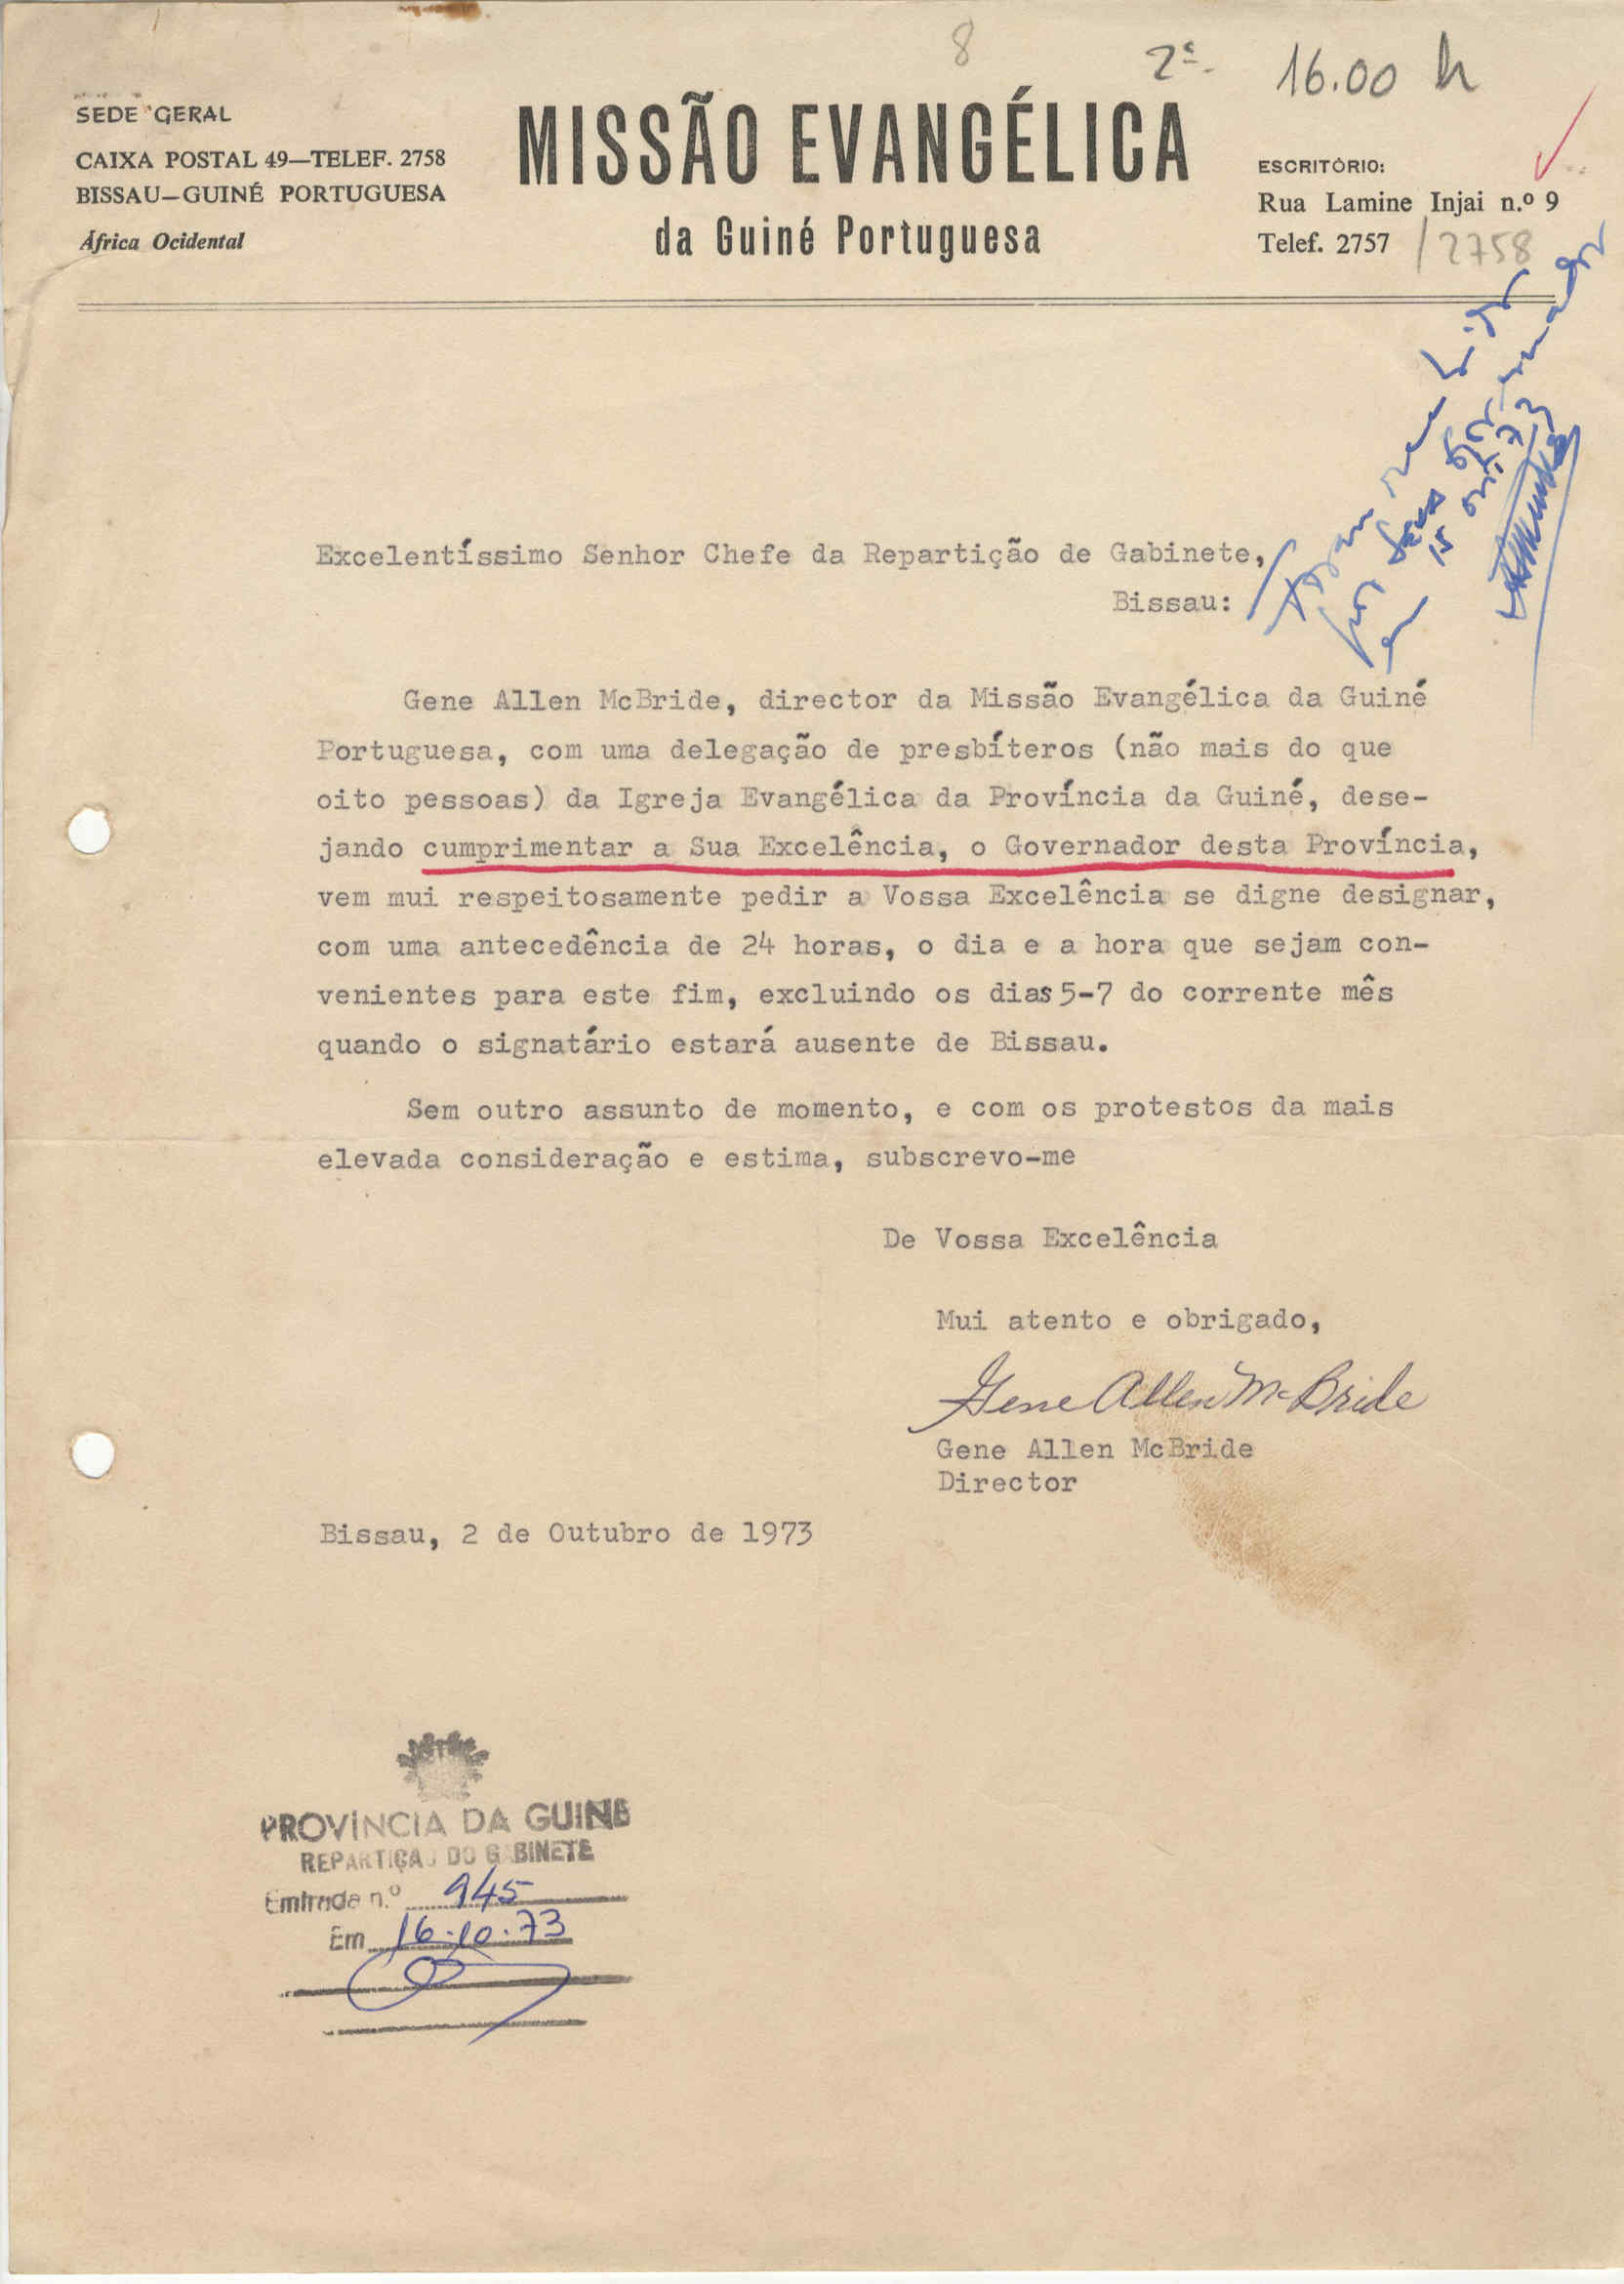 8
2ª. 16.00 h
SEDE GERAL
CAIXA POSTAL 49—TELEF. 2758
BISSAU—GUINÉ PORTUGUESA
África Ocidental
MISSÃO EVANGÉLICA
da Guiné Portuguesa
ESCRITÓRIO:
Rua Lamine Injai n.º 9
Telef. 2757 /2758
Excelentíssimo Senhor Chefe da Repartição de Gabinete,
Bissau:
Gene Allen McBride, director da Missão Evangélica da Guiné
Portuguesa, com uma delegação de presbíteros (não mais do que
oito pessoas) da Igreja Evangélica da Província da Guiné, dese-
jando cumprimentar a Sua Excelência, o Governador desta Província,
vem mui respeitosamente pedir a Vossa Excelência se digne designar,
com uma antecedência de 24 horas, o dia e a hora que sejam con-
venientes para este fim, excluindo os dias 5-7 do corrente mês
quando o signatário estará ausente de Bissau.
Sem outro assunto de momento, e com os protestos da mais
elevada consideração e estima, subscrevo-me
De Vossa Excelência
Mui atento e obrigado,
Gene Allen McBride
Gene Allen McBride
Director
Bissau, 2 de Outubro de 1973
PROVÍNCIA DA GUINÉ
REPARTIÇÃO DO GABINETE
Entrada n.º 945
Em 16.10.73